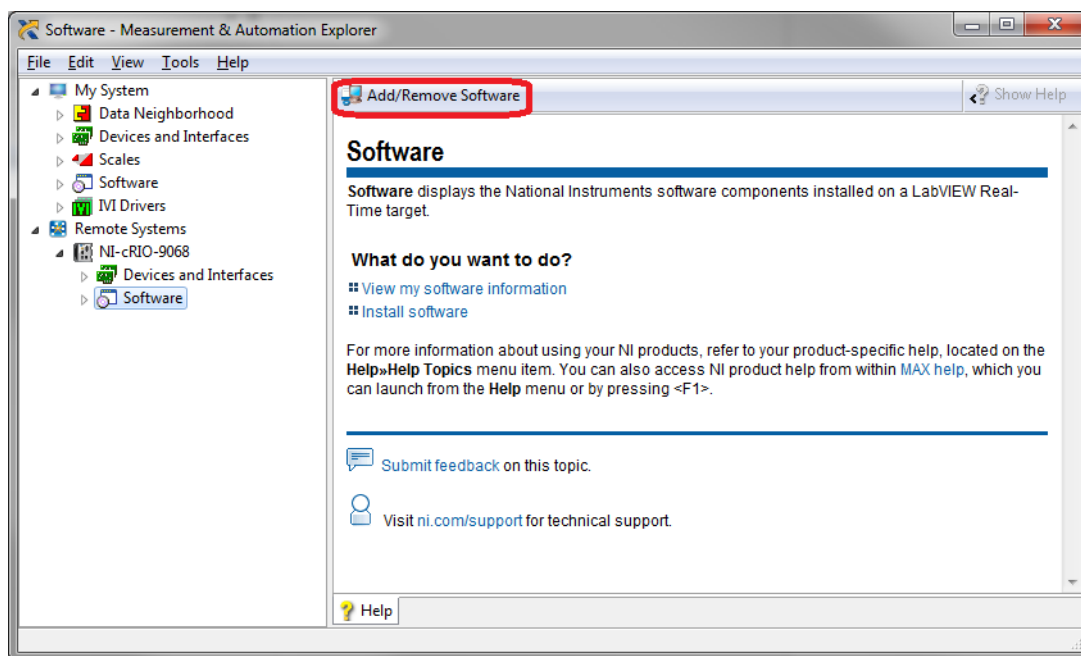 Software - Measurement & Automation Explorer
File Edit View Tools Help
My System
Data Neighborhood
Devices and Interfaces
Scales
Software
IVI Drivers
Remote Systems
NI-cRIO-9068
Devices and Interfaces
Software
Add/Remove Software
Show Help
Software
Software displays the National Instruments software components installed on a LabVIEW Real-
Time target.
What do you want to do?
View my software information
Install software
For more information about using your NI products, refer to your product-specific help, located on the
Help»Help Topics menu item. You can also access NI product help from within MAX help, which you
can launch from the Help menu or by pressing <F1>.
Submit feedback on this topic.
Visit ni.com/support for technical support.
Help